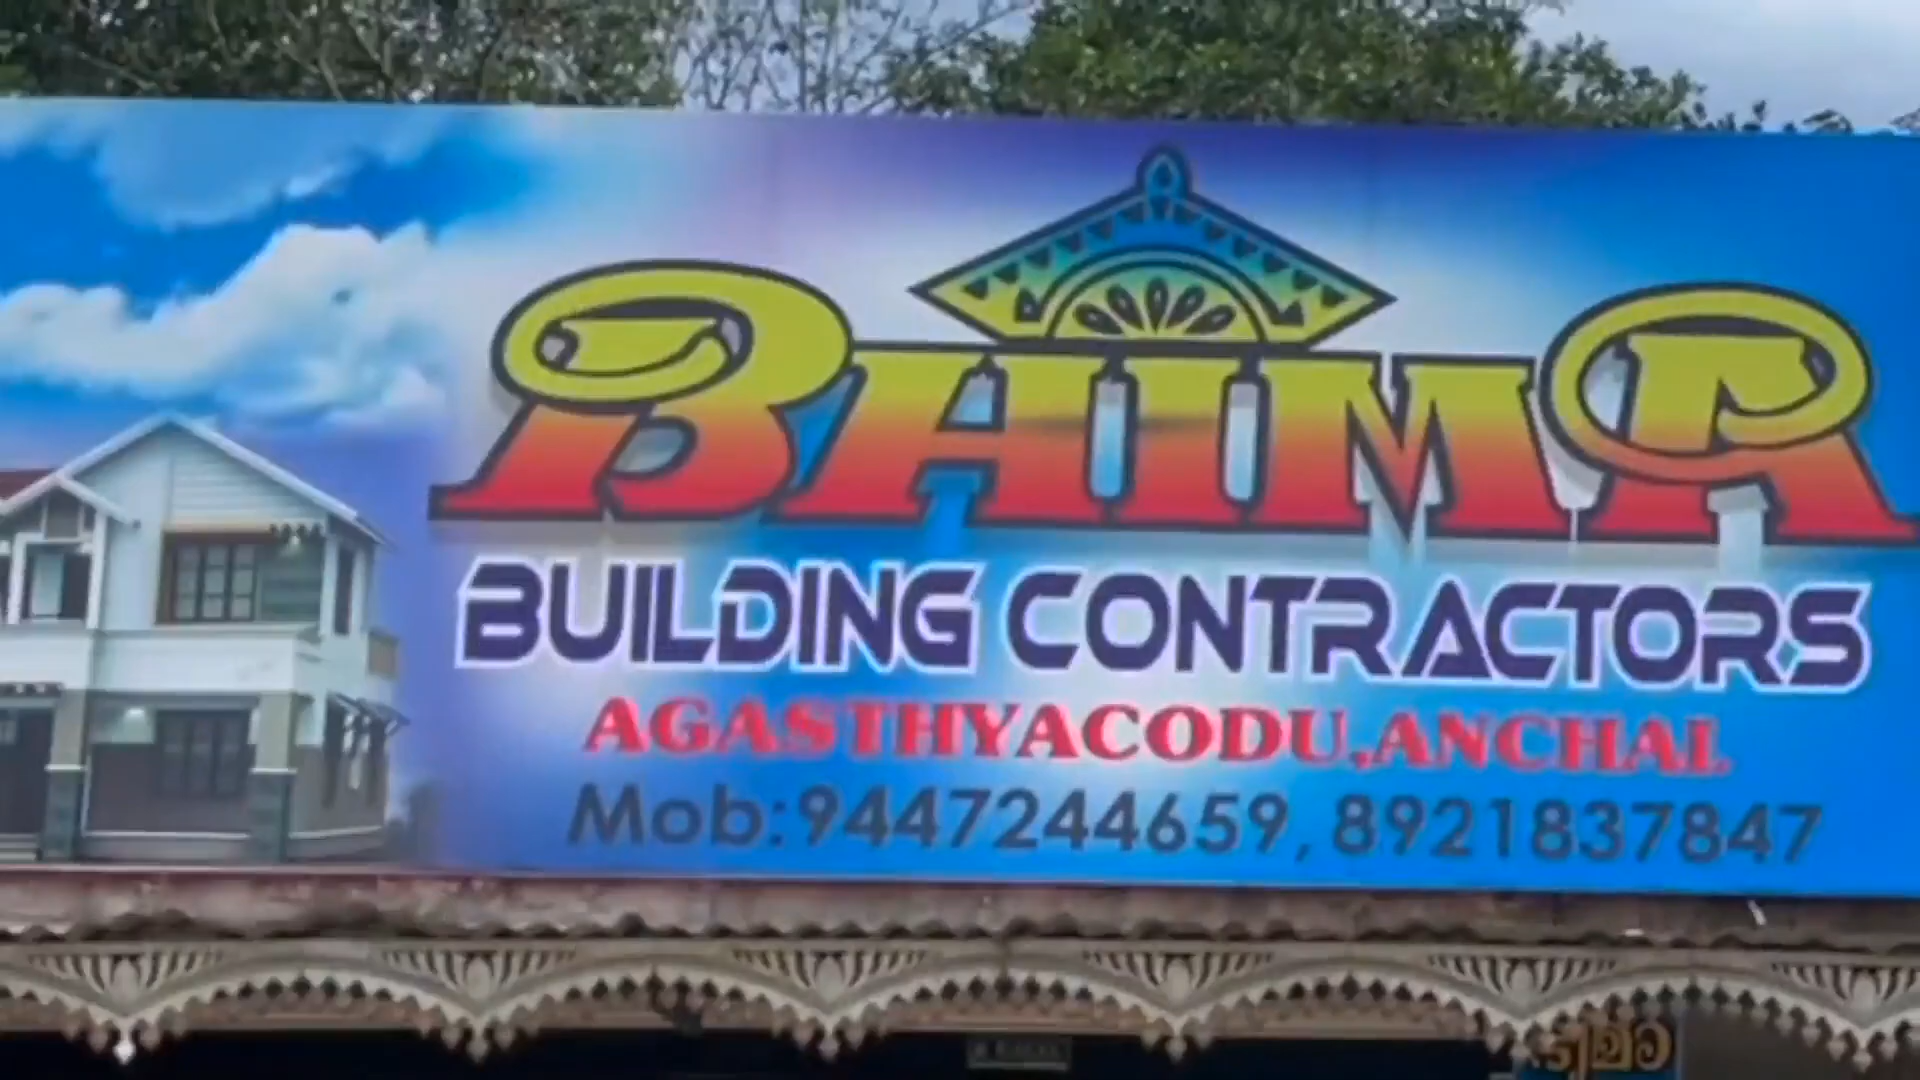 BHIMA
BUILDING CONTRACTORS
AGASTHYACODU,ANCHAL
Mob:9447244659, 8921837847